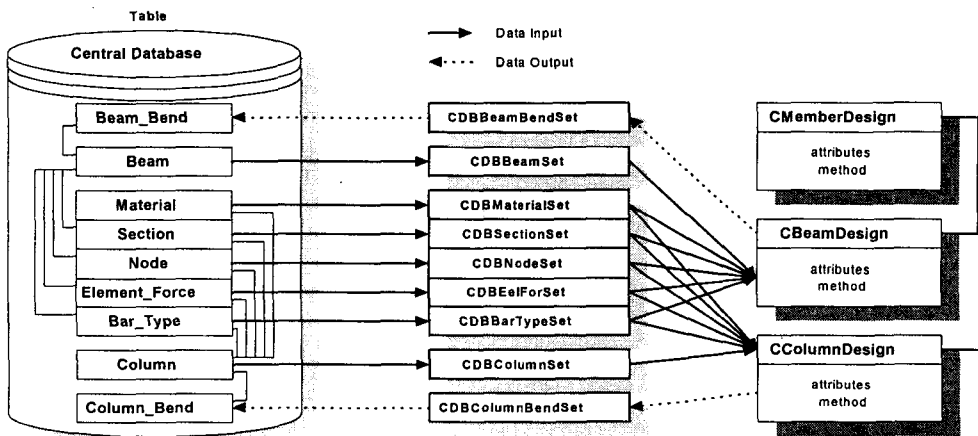 Table
Central Database
Data Input
Data Output
Beam_Bend
CDBBeamBendSet
CMemberDesign
attributes
method
Beam
CDBBeamSet
Material
CDBMaterialSet
Section
CDBSectionSet
CBeamDesign
attributes
method
Node
CDBNodeSet
Element_Force
CDBEelForSet
Bar_Type
CDBBarTypeSet
Column
CDBColumnSet
CColumnDesign
attributes
method
Column_Bend
CDBColumnBendSet